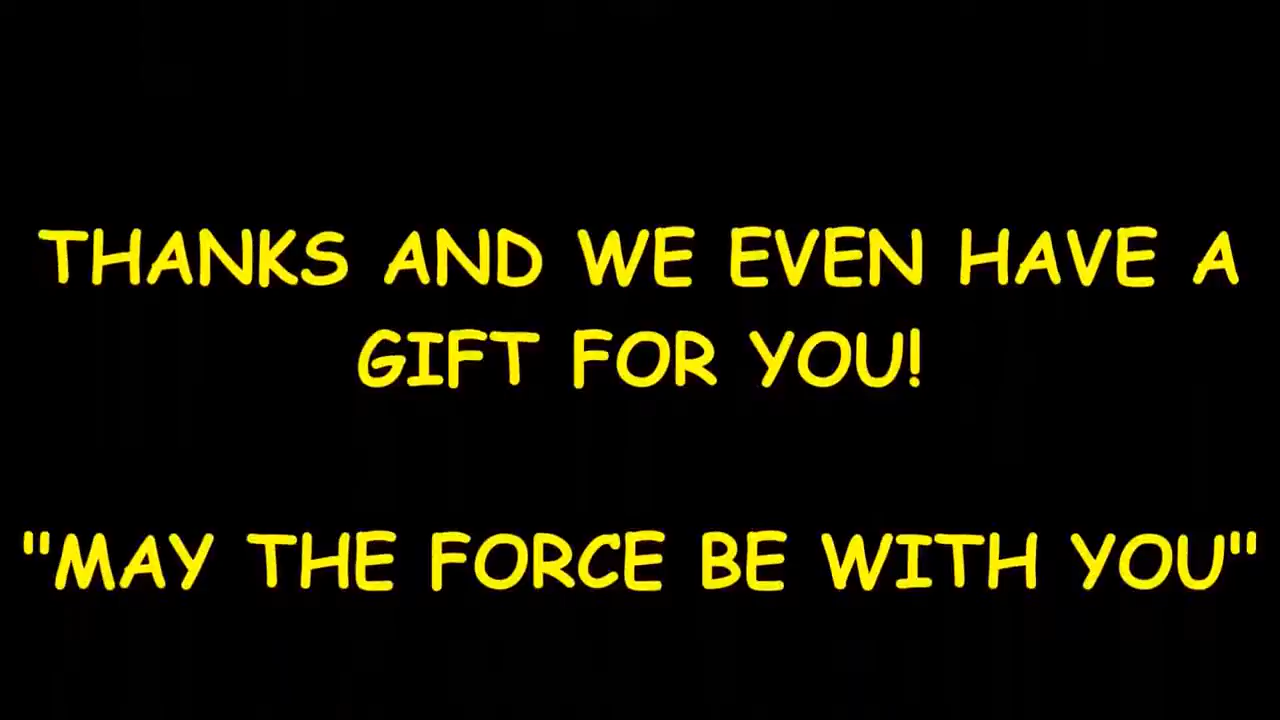 THANKS AND WE EVEN HAVE A
GIFT FOR YOU!
"MAY THE FORCE BE WITH YOU"